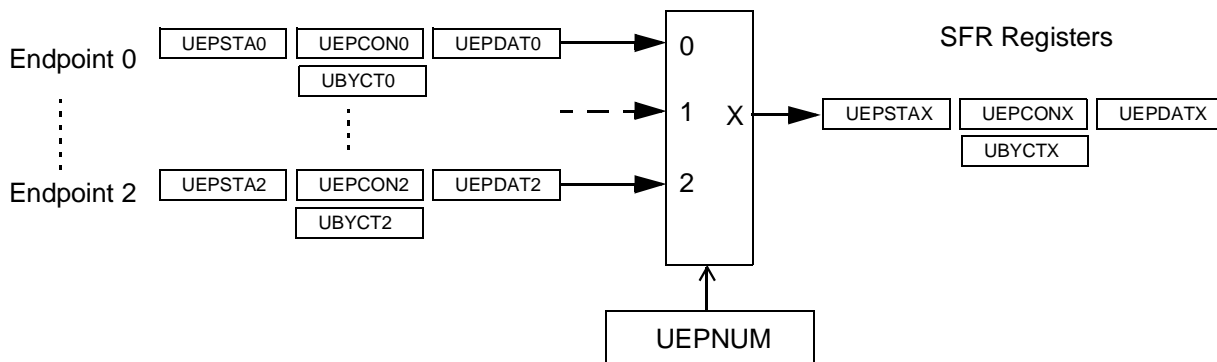 UEPSTA0 UEPCON0 UEPDAT0 0 SFR Registers
Endpoint 0
UBYCT0
1 X UEPSTAX UEPCONX UEPDATX
UBYCTX
Endpoint 2 UEPSTA2 UEPCON2 UEPDAT2 2
UBYCT2
UEPNUM